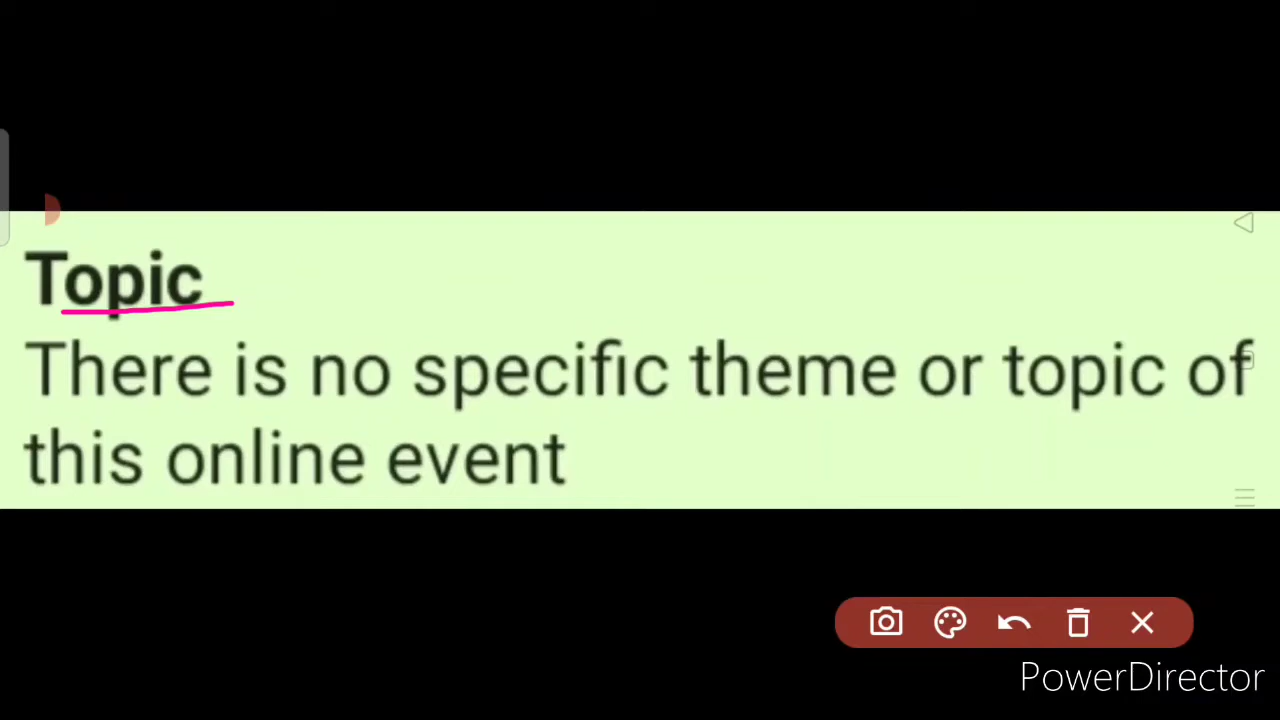 Topic
There is no specific theme or topic of
this online event
PowerDirector